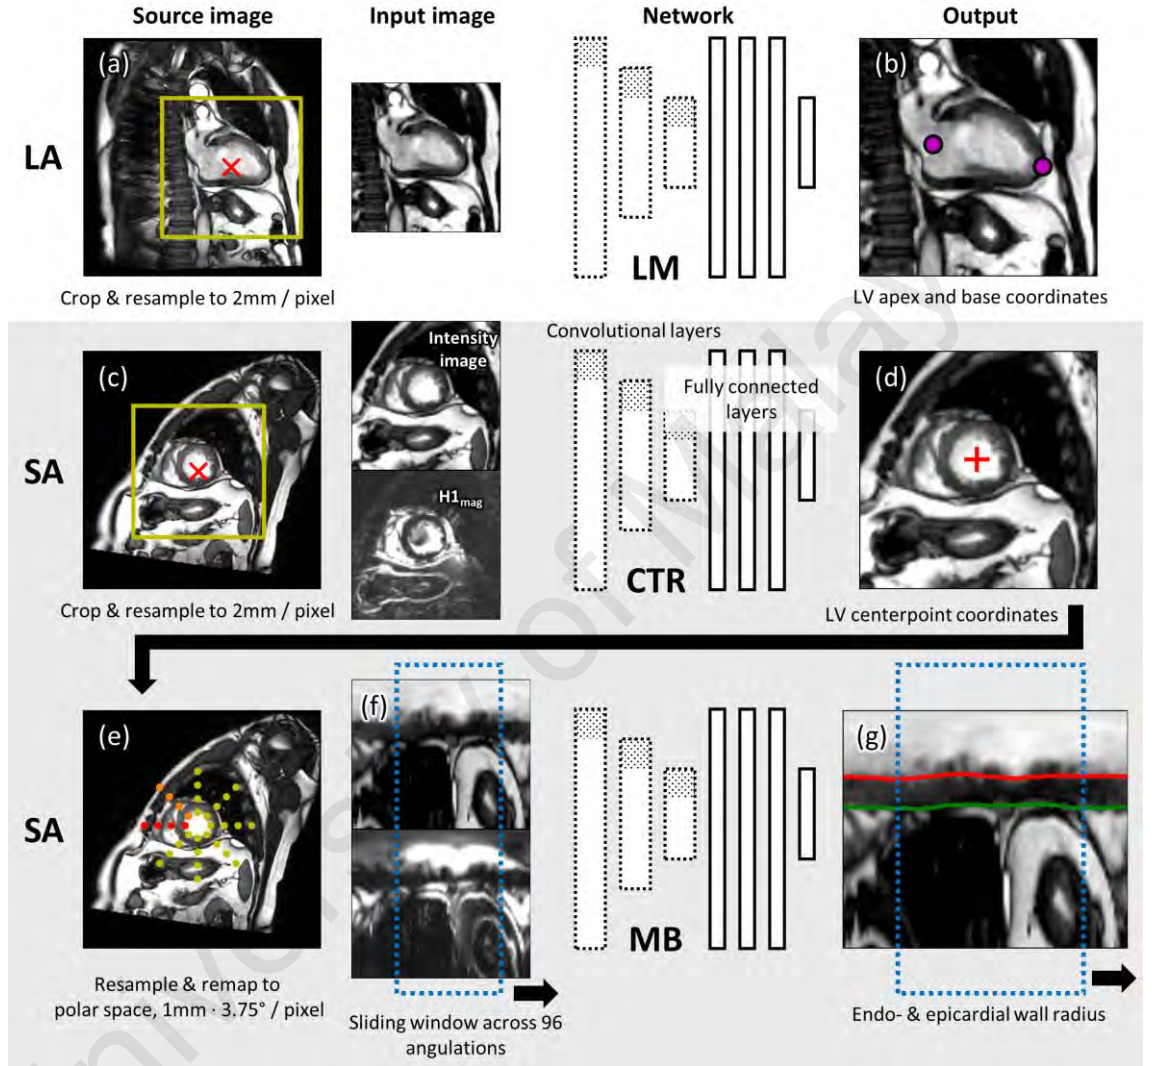 Source image
Input image
Network
Output
LA
(a)
(b)
LM
Crop & resample to 2mm / pixel
LV apex and base coordinates
SA
(c)
Intensity
image
H1mag
Convolutional layers
Fully connected
layers
CTR
(d)
Crop & resample to 2mm / pixel
LV centerpoint coordinates
SA
(e)
(f)
MB
(g)
Resample & remap to
polar space, 1mm · 3.75° / pixel
Sliding window across 96
angulations
Endo- & epicardial wall radius
of Malay